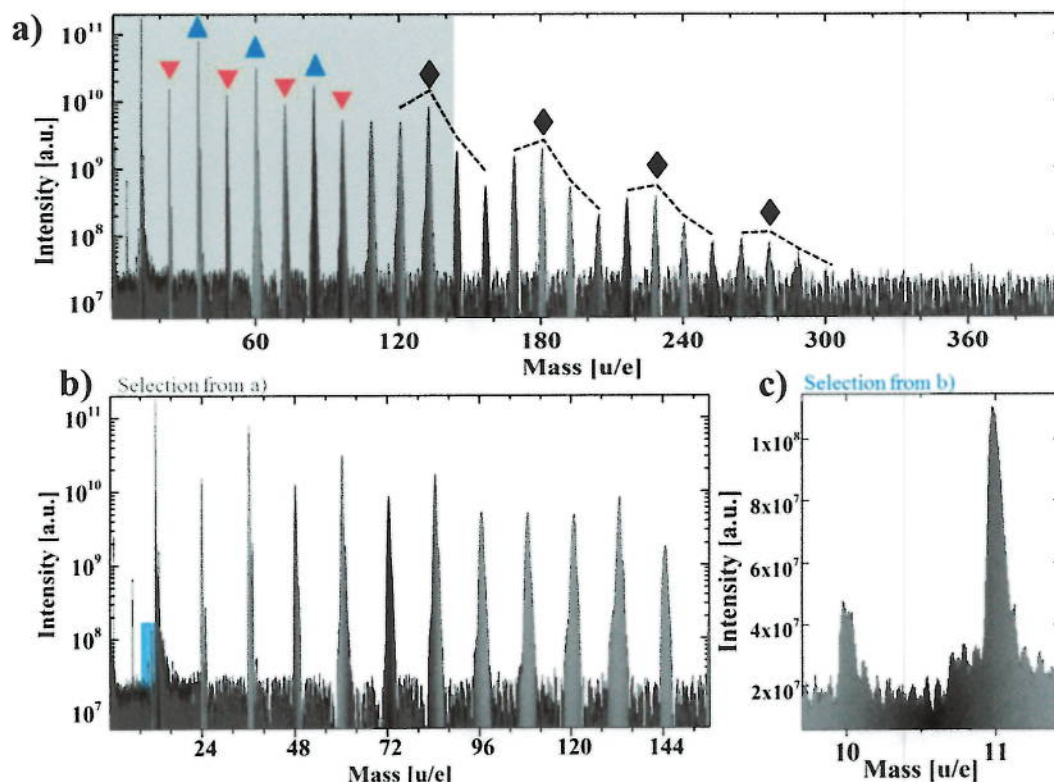 a)
Intensity [a.u.]
10¹¹
10¹⁰
10⁹
10⁸
10⁷
60
120
180
240
300
360
Mass [u/e]
b)
Selection from a)
Intensity [a.u.]
10¹¹
10¹⁰
10⁹
10⁸
10⁷
24
48
72
96
120
144
Mass [u/e]
c)
Selection from b)
Intensity [a.u.]
1x10⁸
8x10⁷
6x10⁷
4x10⁷
2x10⁷
10
11
Mass [u/e]